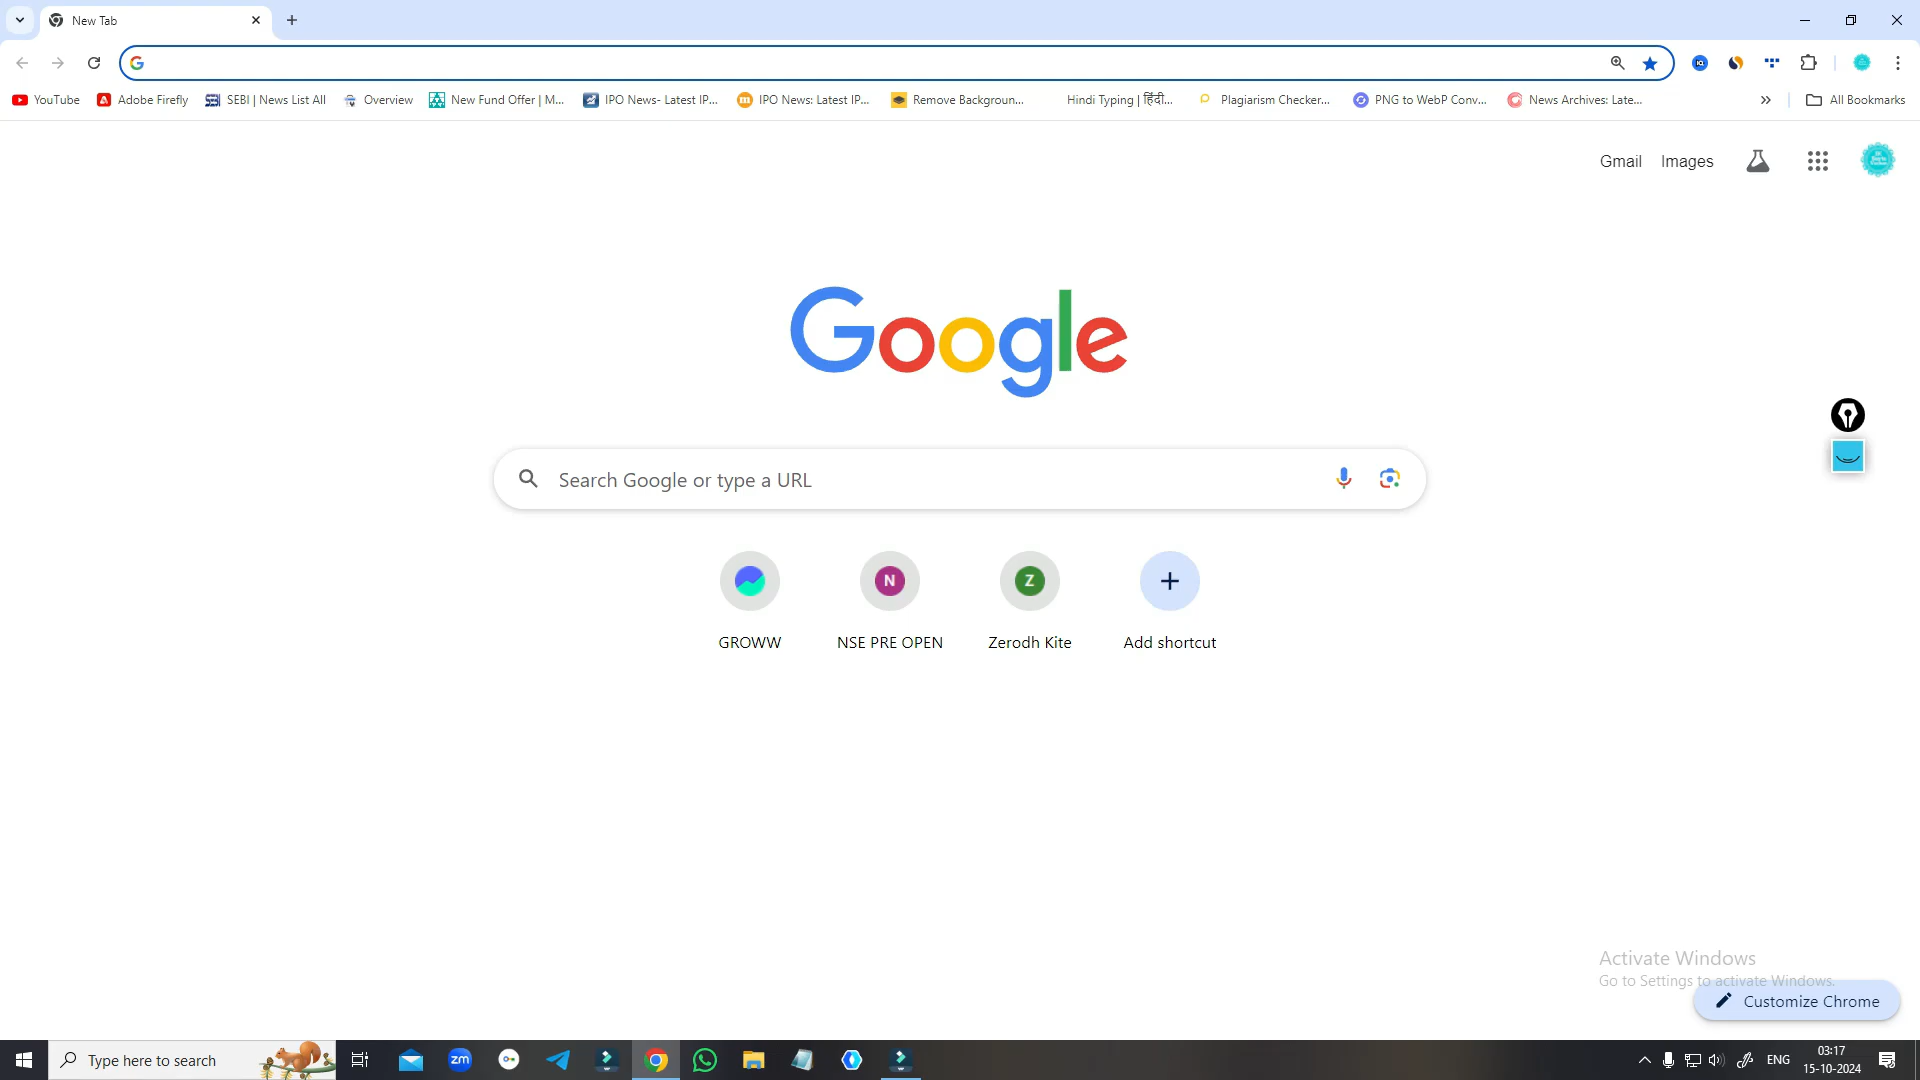 New Tab
YouTube Adobe Firefly SEBI | News List All Overview New Fund Offer | M... IPO News- Latest IP... IPO News: Latest IP... Remove Backgroun... Hindi Typing | हिंदी... Plagiarism Checker... PNG to WebP Conv... News Archives: Late... All Bookmarks
Gmail Images
Google
Search Google or type a URL
N Z
GROWW NSE PRE OPEN Zerodh Kite Add shortcut
Activate Windows
Go to Settings to activate Windows.
Customize Chrome
Type here to search
zm
ENG
03:17
15-10-2024